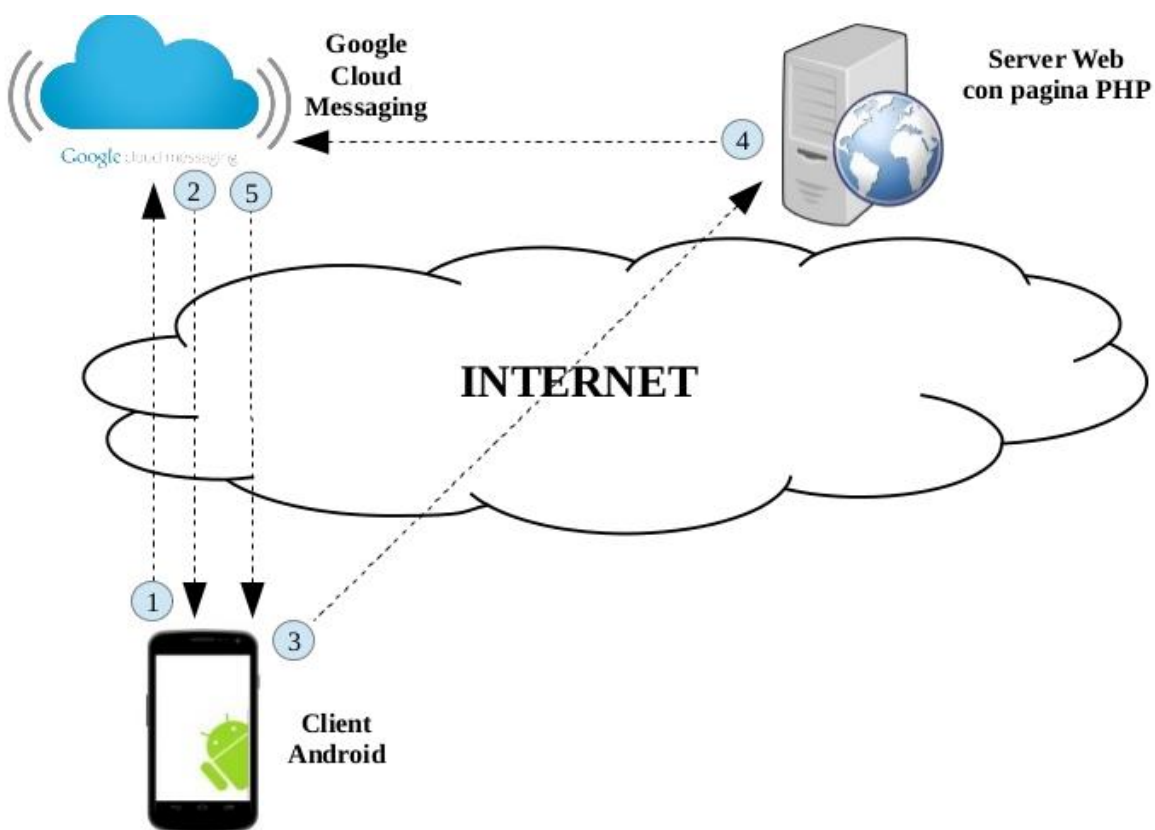 Google
Cloud
Messaging
Server Web
con pagina PHP
4
Google cloud messaging
2
5
INTERNET
1
3
Client
Android